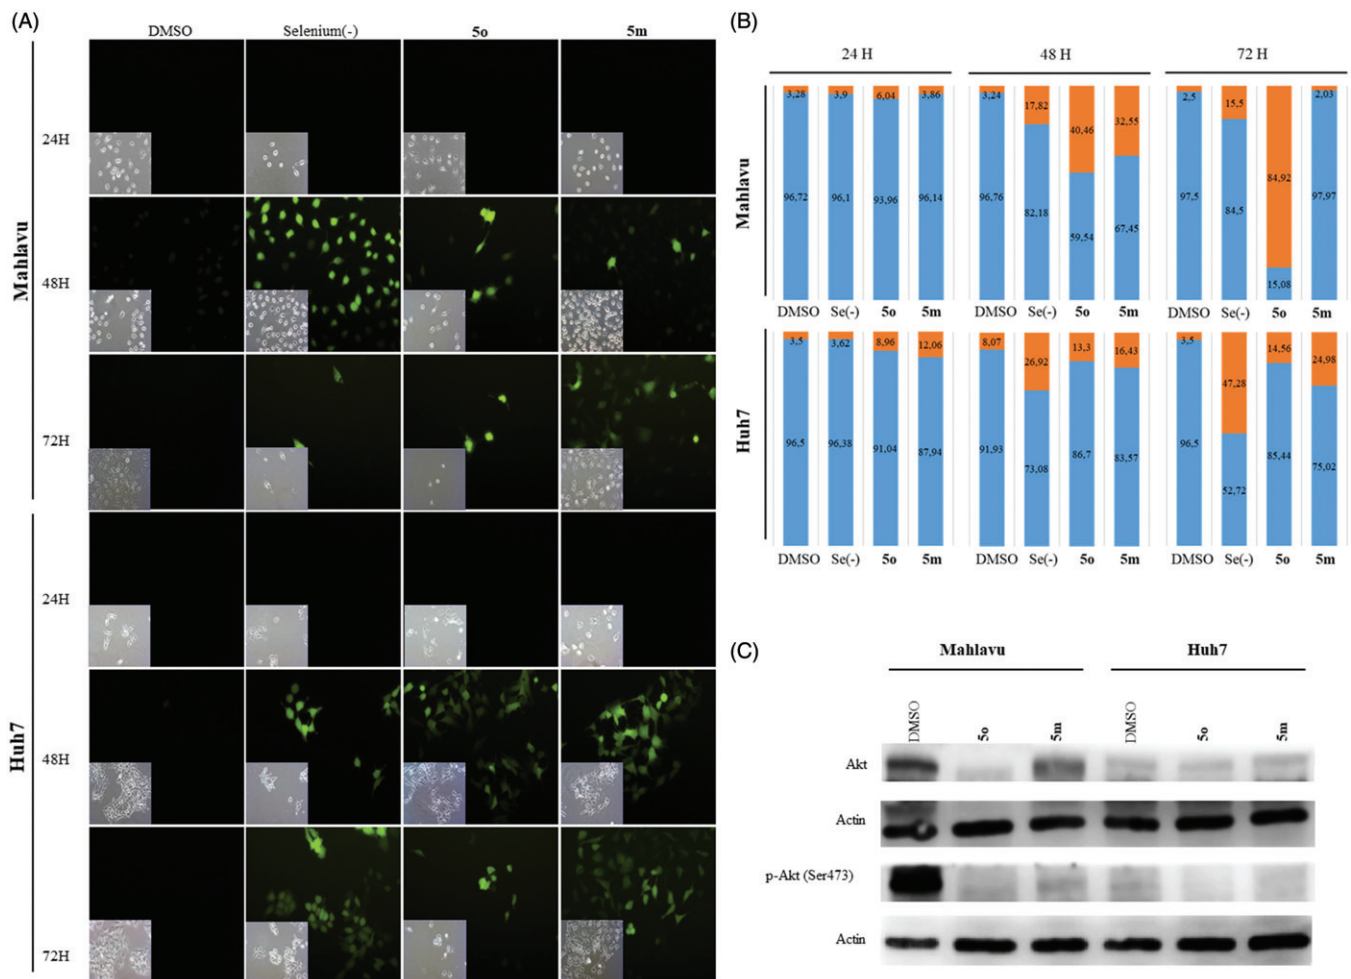 (A)
DMSO Selenium(-) 5o 5m
Mahlavu
24H
48H
72H
Huh7
24H
48H
72H
(B)
24 H 48 H 72 H
Mahlavu
3,28 3,9 6,04 3,86 3,24 17,82 40,46 32,55 2,5 15,5 84,92 2,03
96,72 96,1 93,96 96,14 96,76 82,18 59,54 67,45 97,5 84,5 15,08 97,97
DMSO Se(-) 5o 5m DMSO Se(-) 5o 5m DMSO Se(-) 5o 5m
Huh7
3,5 3,62 8,96 12,06 8,07 26,92 13,3 16,43 3,5 47,28 14,56 24,98
96,5 96,38 91,04 87,94 91,93 73,08 86,7 83,57 96,5 52,72 85,44 75,02
DMSO Se(-) 5o 5m DMSO Se(-) 5o 5m DMSO Se(-) 5o 5m
(C)
Mahlavu Huh7
DMSO 5o 5m DMSO 5o 5m
Akt
Actin
p-Akt (Ser473)
Actin